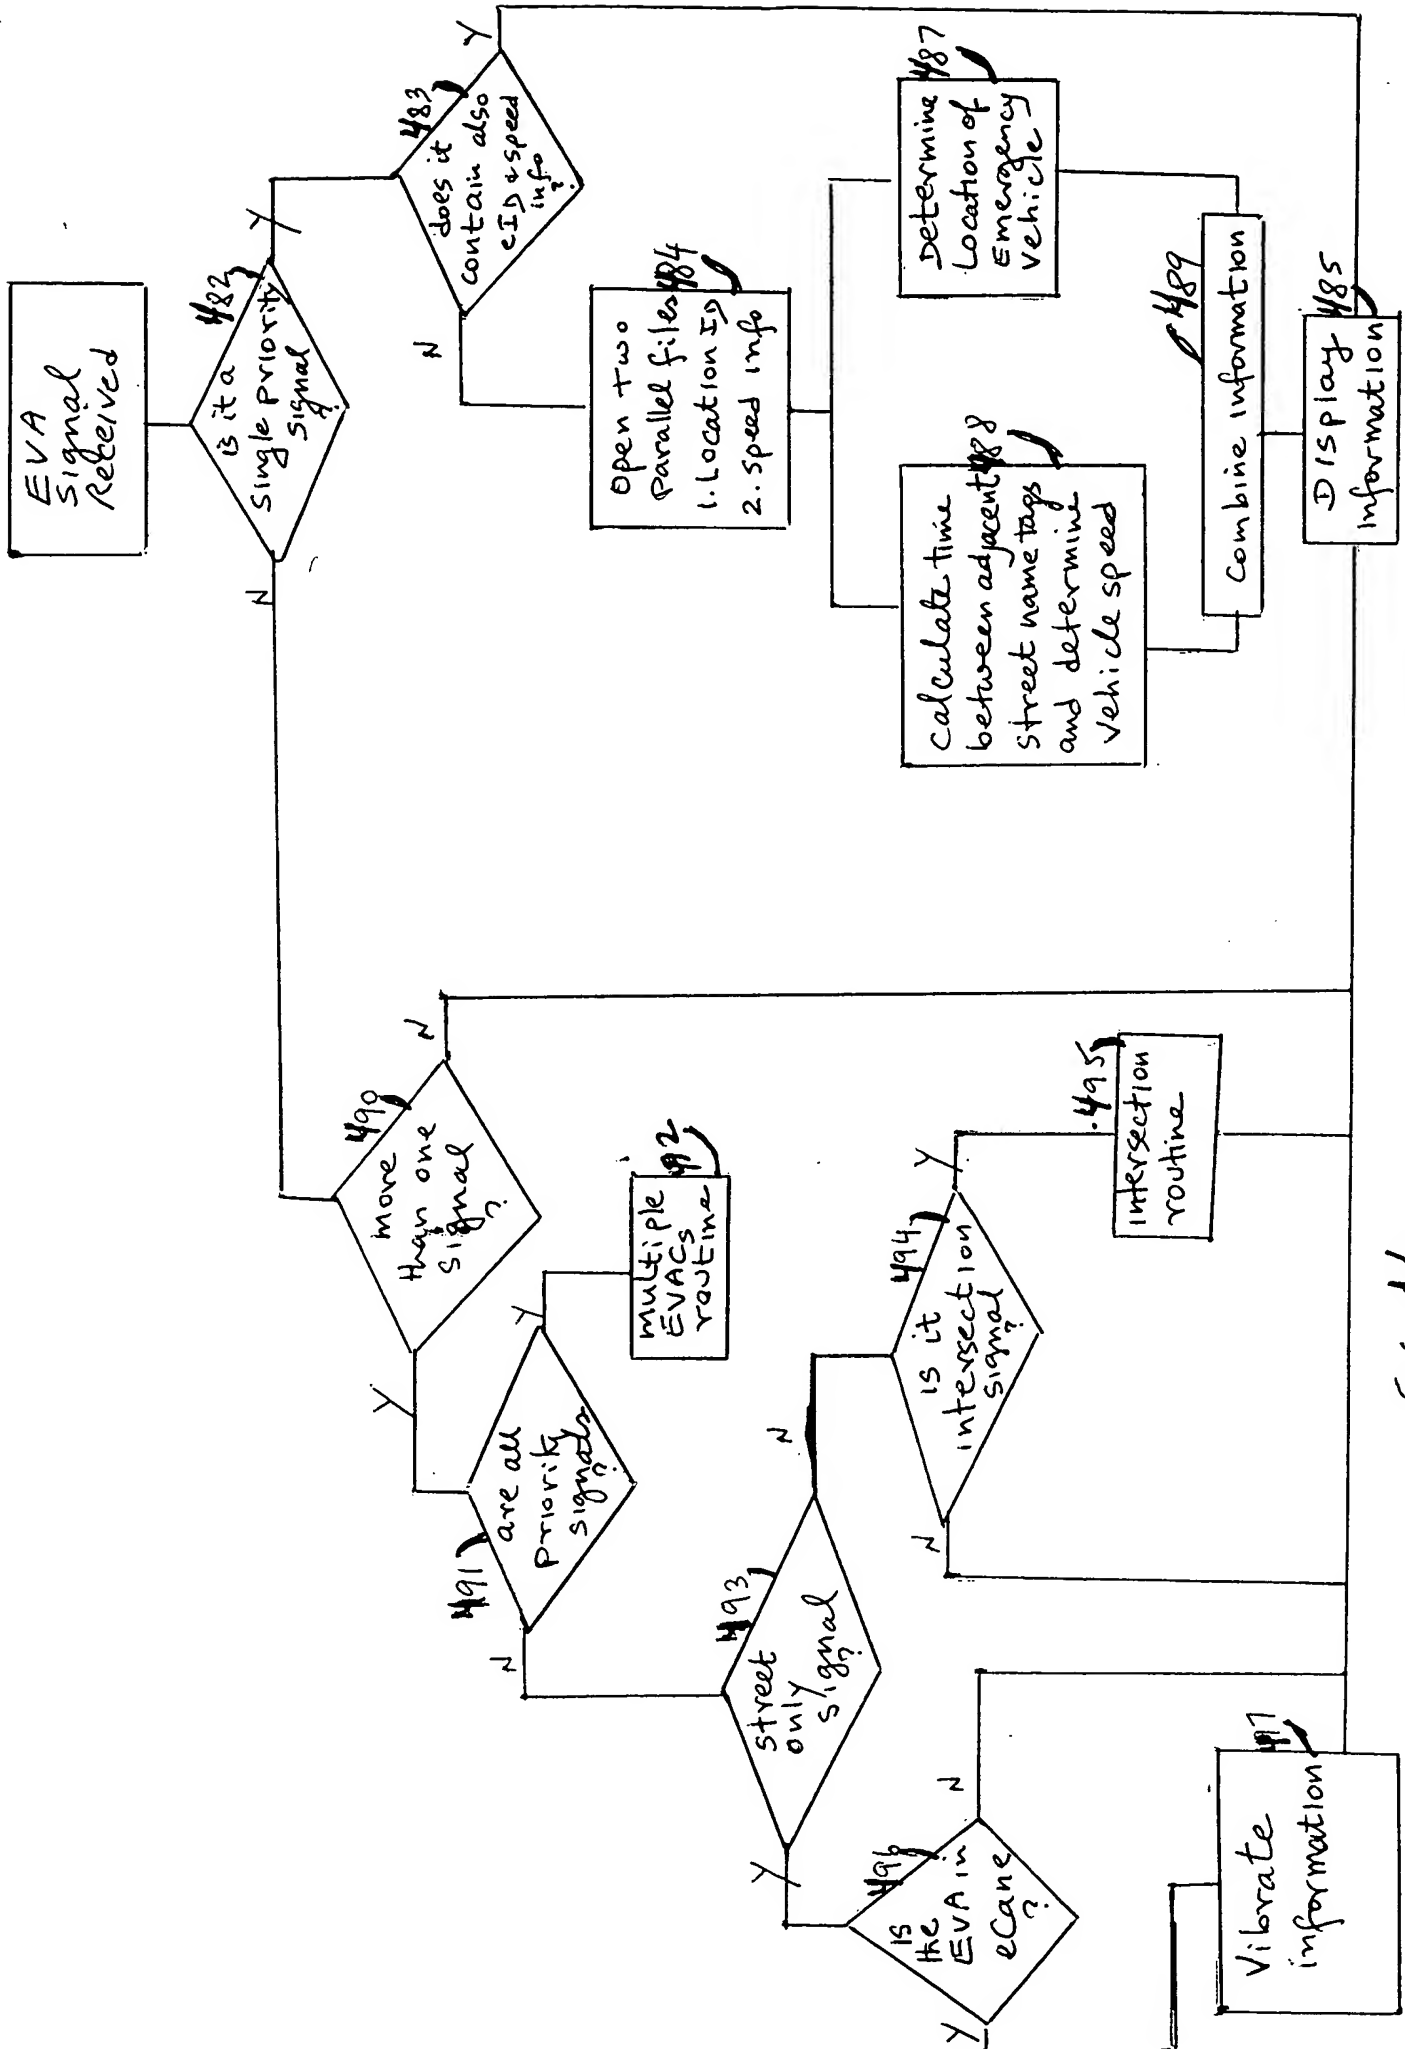 EVA
Signal
Received
482
is it a
Single priority
Signal
?
Y
N
483
does it
contain also
eID & speed
info
?
Y
N
484
Open two
Parallel files
1. Location ID
2. Speed info
487
Determine
Location of
Emergency
Vehicle
488
Calculate time
between adjacent
street name tags
and determine
vehicle speed
489
Combine information
485
Display
information
490
more
than one
signal
?
N
Y
491
are all
priority
signals
?
Y
N
492
multiple
EVACs
routine
493
street
only
signal
?
N
Y
494
is it
intersection
signal
?
Y
N
495
intersection
routine
496
is
the
EVA in
eCane
?
N
Y
497
Vibrate
information